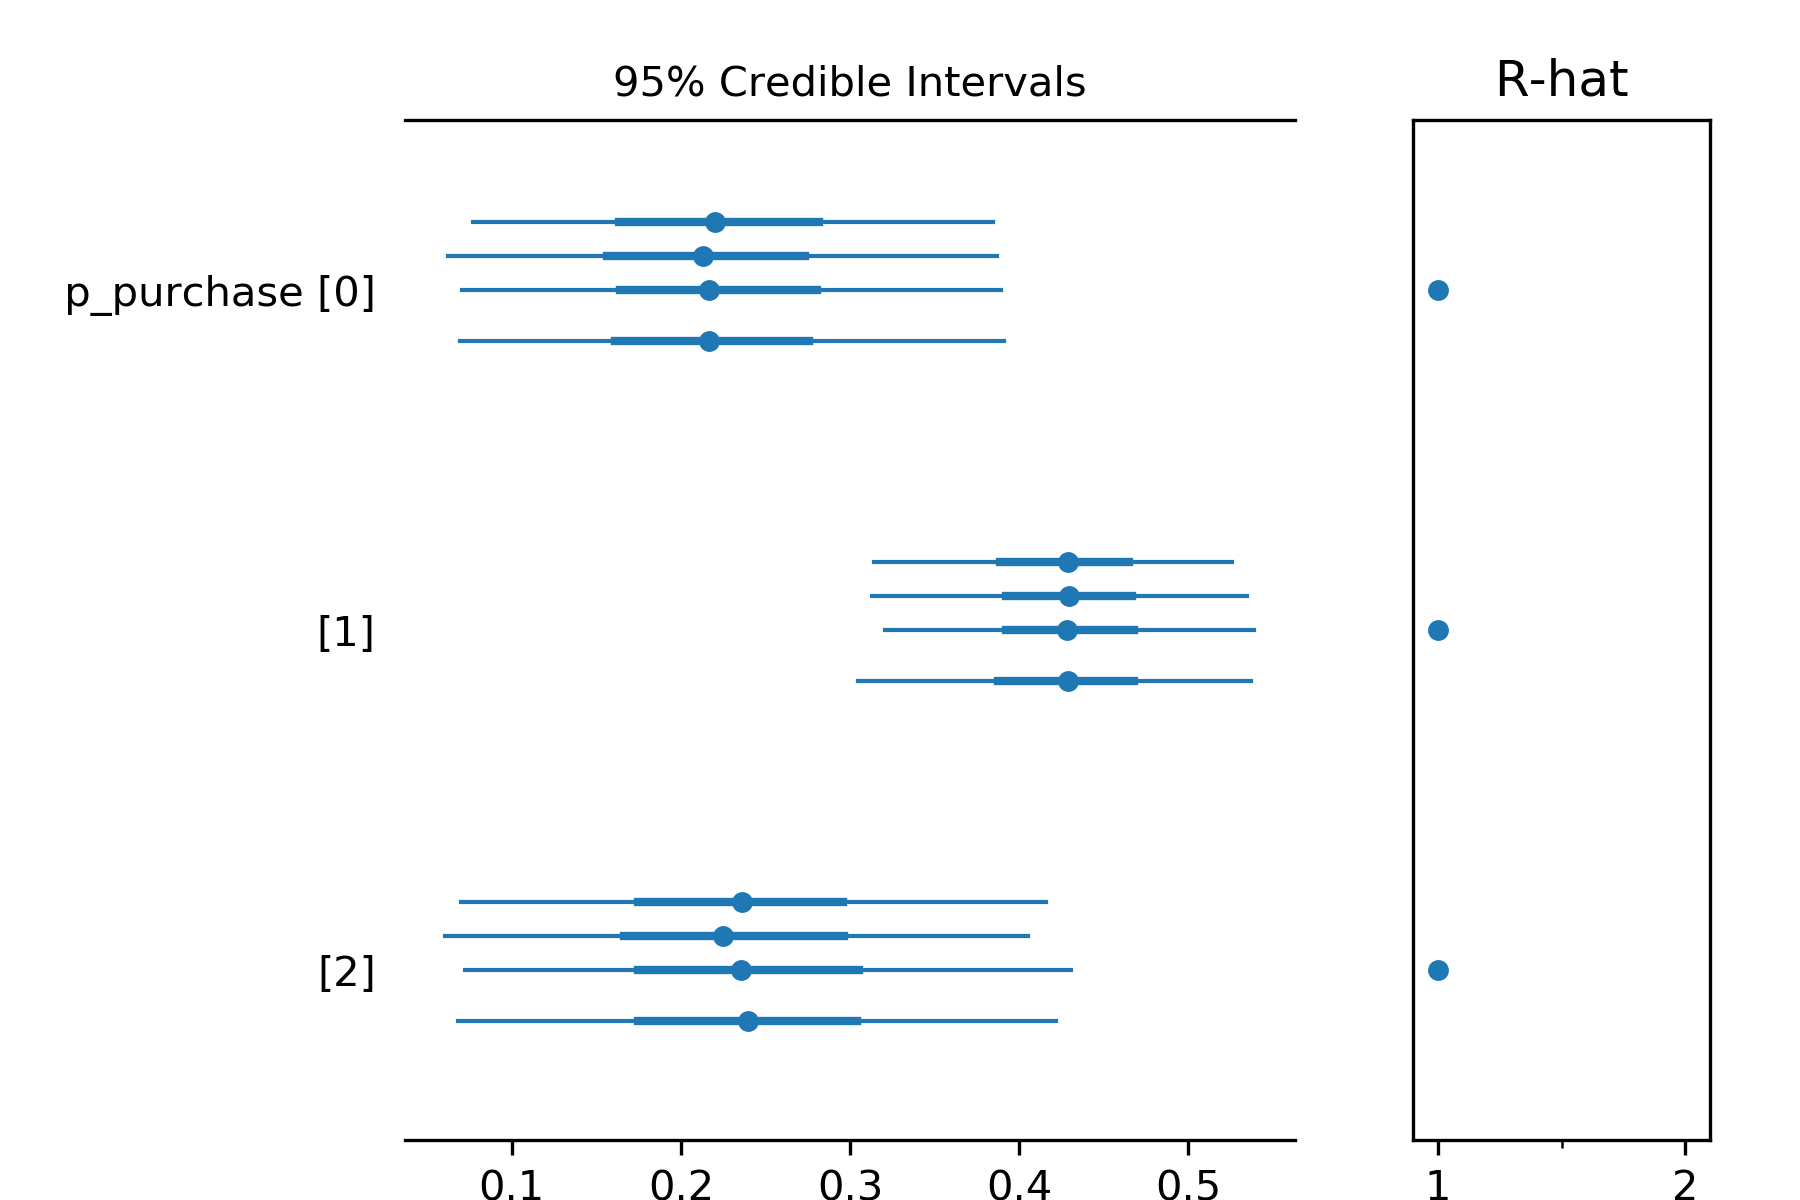 95% Credible Intervals
R-hat
p_purchase [0]
[1]
[2]
0.1 0.2 0.3 0.4 0.5
1 2